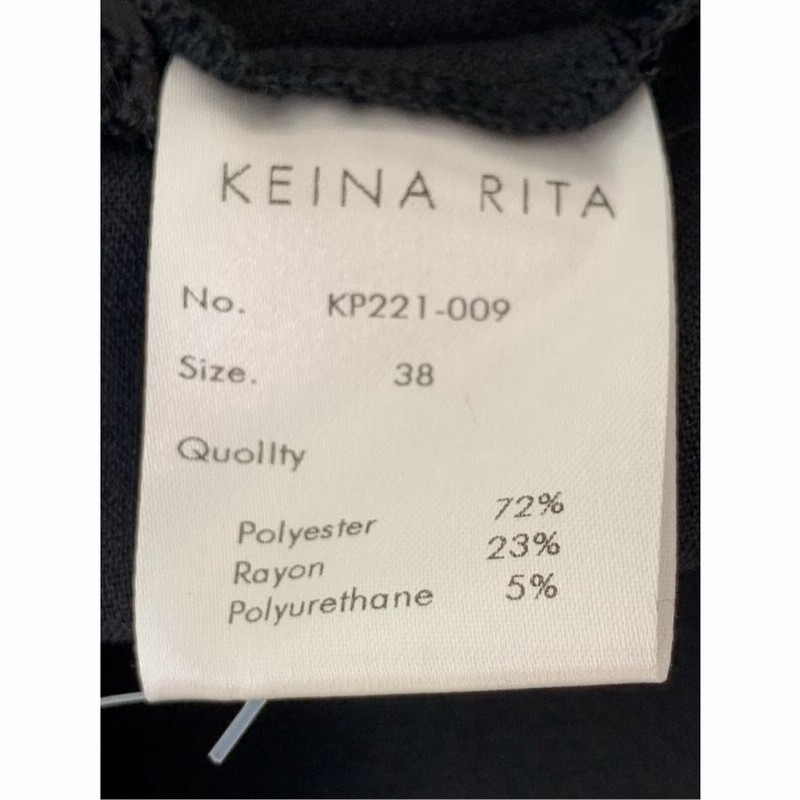 KEINA RITA
No. KP221-009
Size. 38
Quollty
Polyester 72%
Rayon 23%
Polyurethane 5%